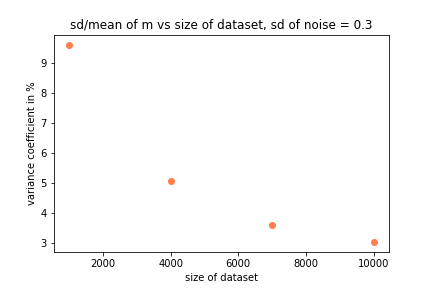 sd/mean of m vs size of dataset, sd of noise = 0.3
variance coefficient in %
9
8
7
6
5
4
3
2000 4000 6000 8000 10000
size of dataset